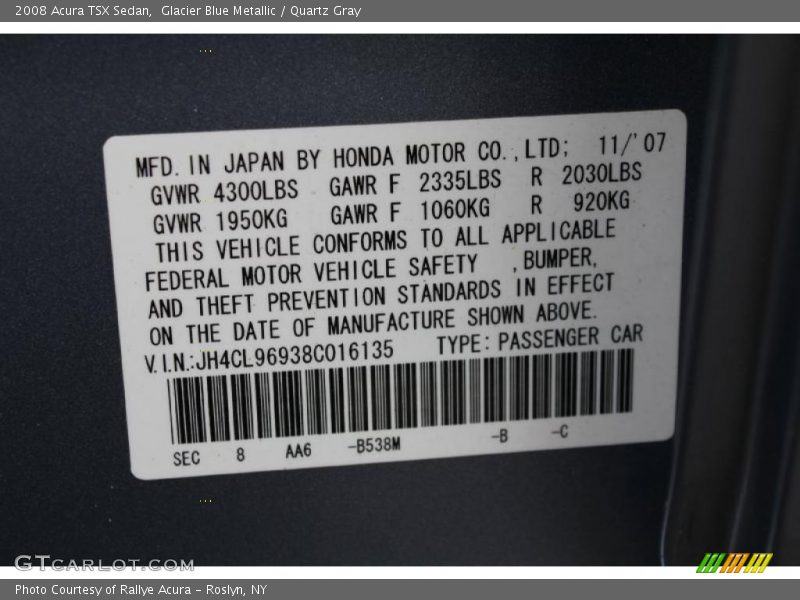 2008 Acura TSX Sedan,  Glacier Blue Metallic / Quartz Gray
MFD. IN JAPAN BY HONDA MOTOR CO.,LTD; 11/'07
GVWR 4300LBS GAWR F 2335LBS R 2030LBS
GVWR 1950KG GAWR F 1060KG R 920KG
THIS VEHICLE CONFORMS TO ALL APPLICABLE
FEDERAL MOTOR VEHICLE SAFETY ,BUMPER,
AND THEFT PREVENTION STANDARDS IN EFFECT
ON THE DATE OF MANUFACTURE SHOWN ABOVE.
V.I.N.:JH4CL96938C016135 TYPE: PASSENGER CAR
SEC 8 AA6 -B538M -B -C
GTCARLOT.COM
Photo Courtesy of Rallye Acura - Roslyn, NY